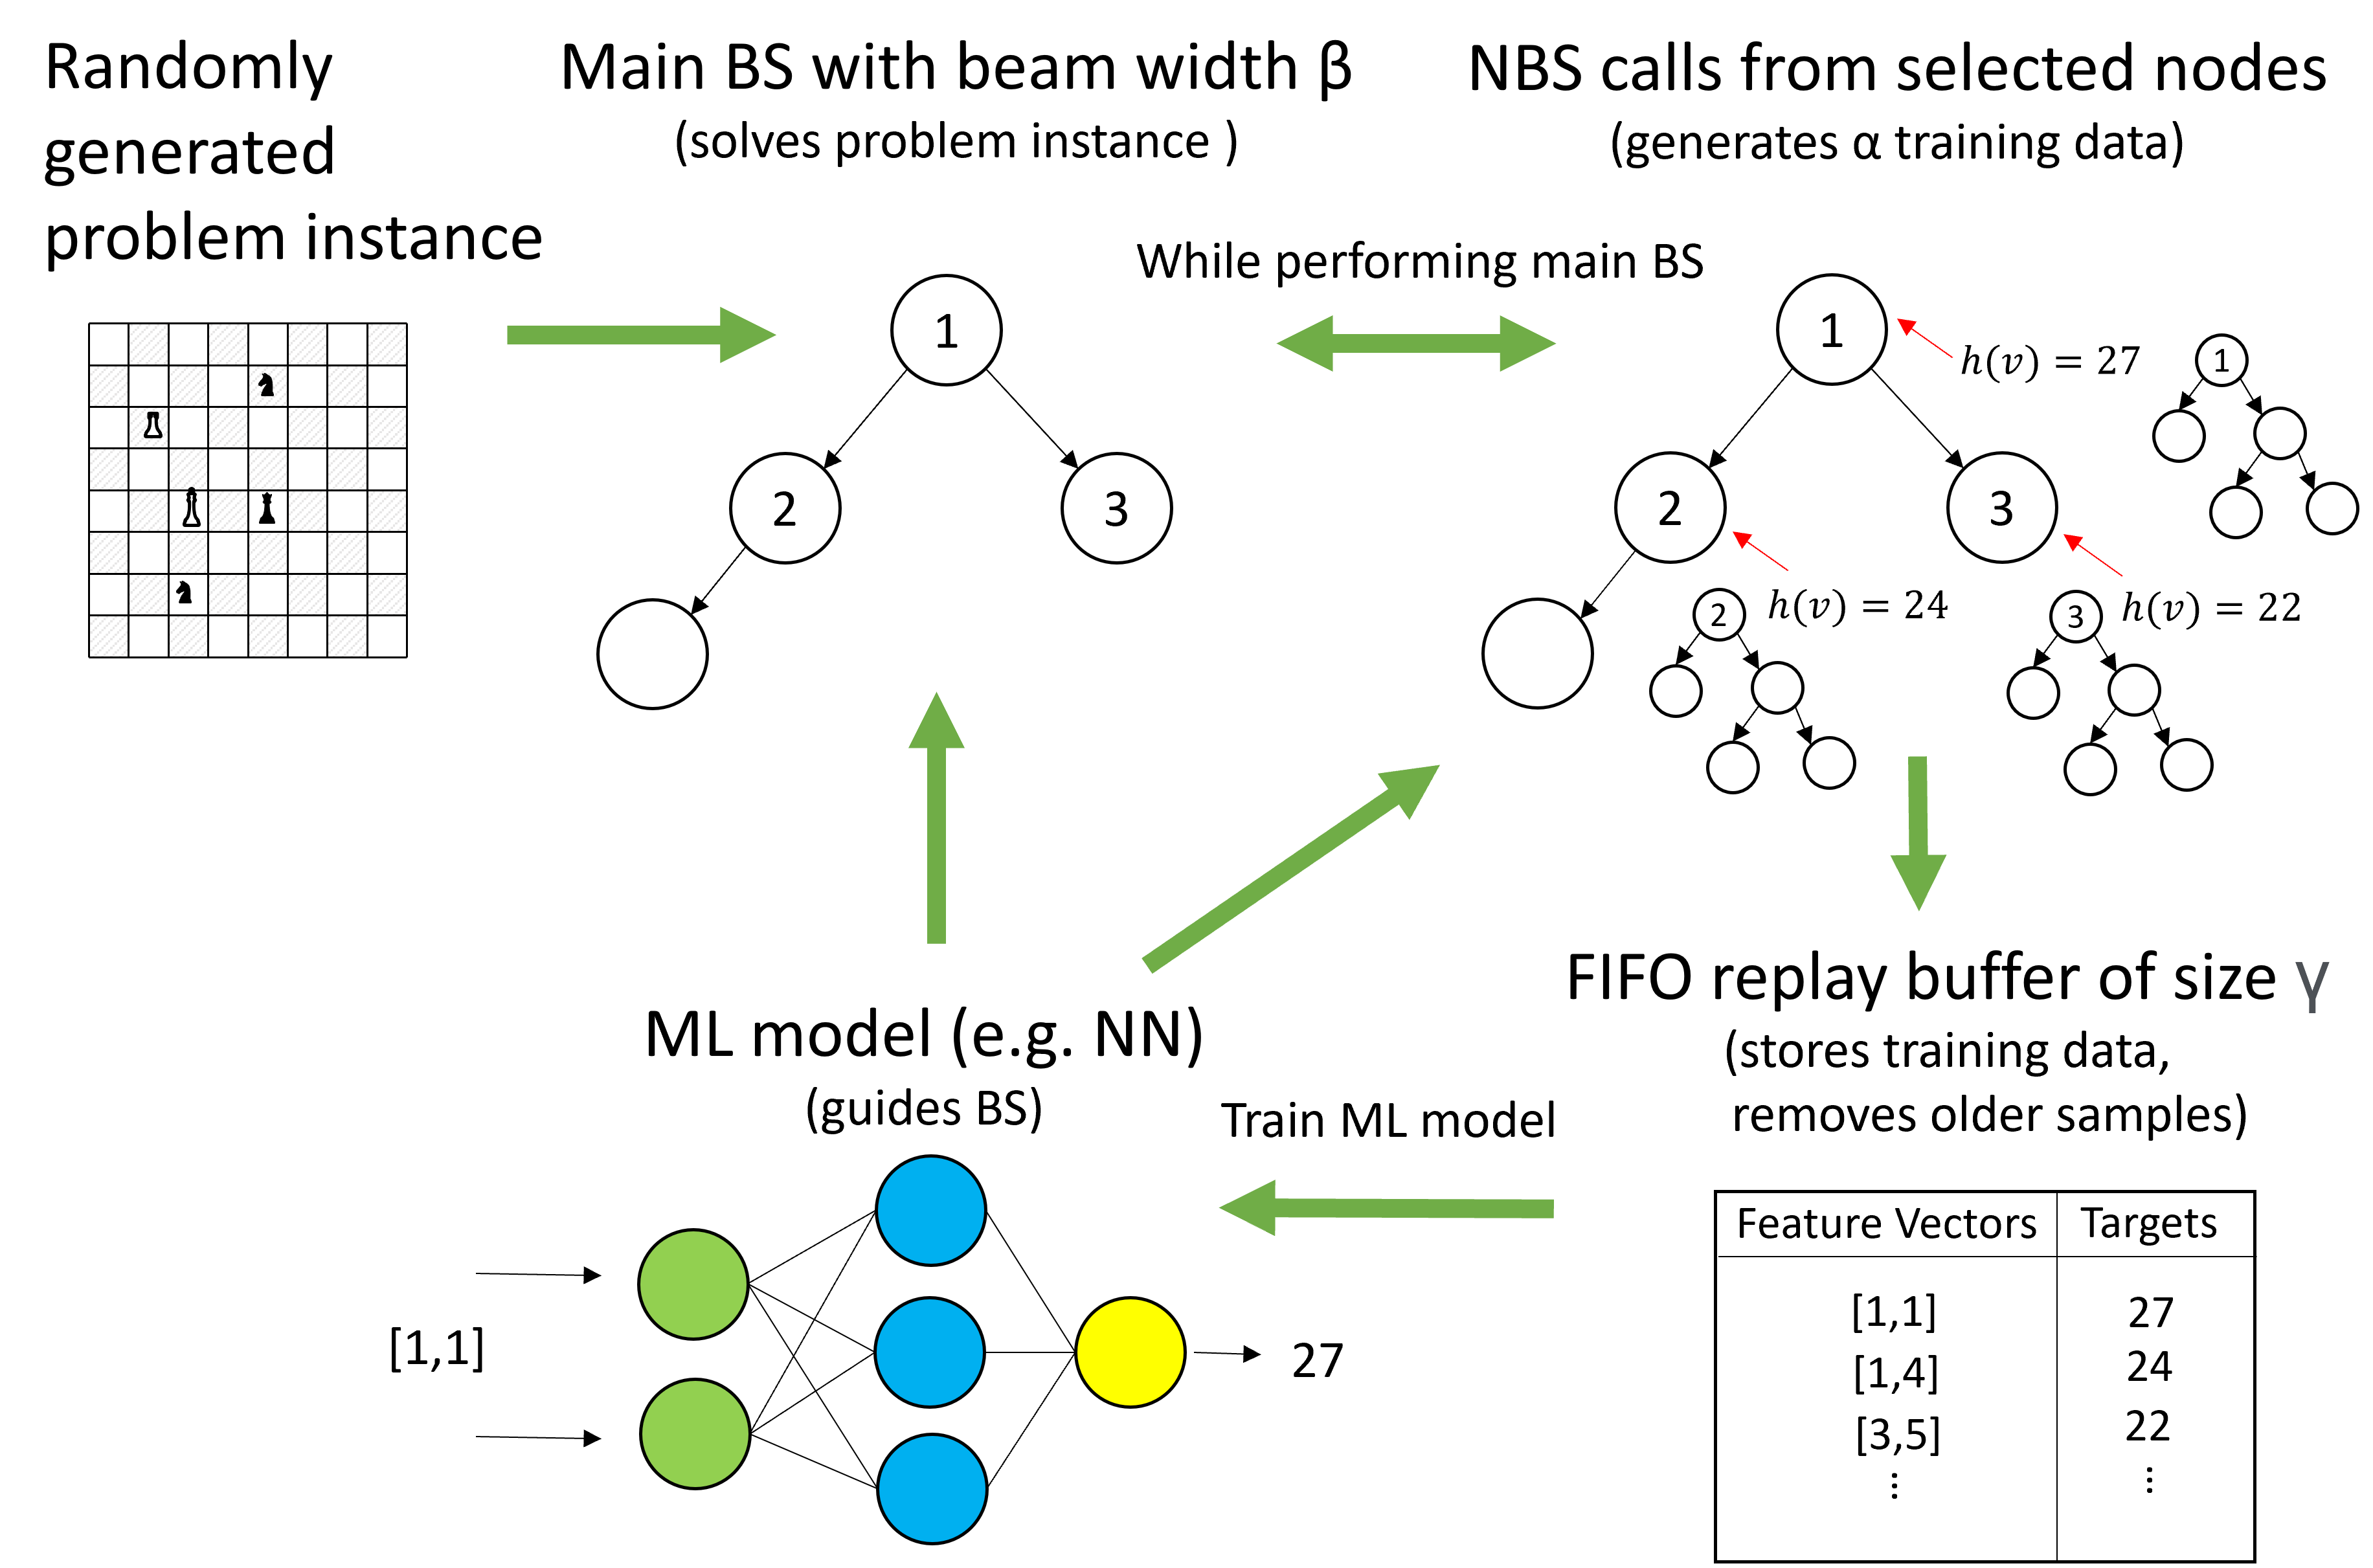 Randomly
generated
problem instance
Main BS with beam width β
(solves problem instance )
NBS calls from selected nodes
(generates α training data)
While performing main BS
1
2
3
1
2
3
h(v) = 27
1
h(v) = 24
2
h(v) = 22
3
FIFO replay buffer of size γ
(stores training data,
removes older samples)
ML model (e.g. NN)
(guides BS)
Train ML model
[1,1]
27
Feature Vectors Targets
[1,1] 27
[1,4] 24
[3,5] 22
⋮ ⋮